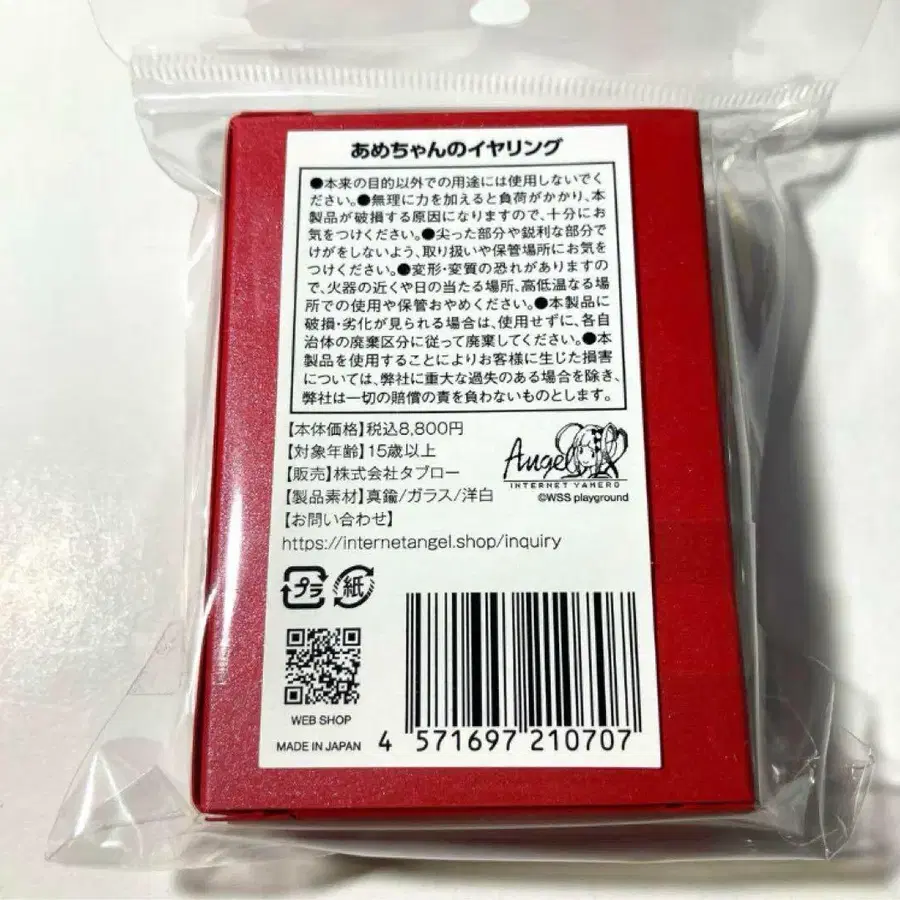 あめちゃんのイヤリング
●本来の目的以外での用途には使用しないでく
ださい。●無理に力を加えると負荷がかかり、本
製品が破損する原因になりますので、十分にお
気をつけください。●尖った部分や鋭利な部分で
けがをしないよう、取り扱いや保管場所にお気を
つけください。●変形・変質の恐れがありますの
で、火器の近くや日の当たる場所、高低温なる場
所での使用や保管おやめください。●本製品に
破損・劣化が見られる場合は、使用せずに、各自
治体の廃棄区分に従って廃棄してください。●本
製品を使用することによりお客様に生じた損害
については、弊社に重大な過失のある場合を除き、
弊社は一切の賠償の責を負わないものとします。
【本体価格】税込8,800円
【対象年齢】15歳以上
【販売】株式会社タブロー
【製品素材】真鍮/ガラス/洋白
【お問い合わせ】
https://internetangel.shop/inquiry
Angel
INTERNET YAMERO
©WSS playground
プラ
紙
WEB SHOP
MADE IN JAPAN
4 571697 210707